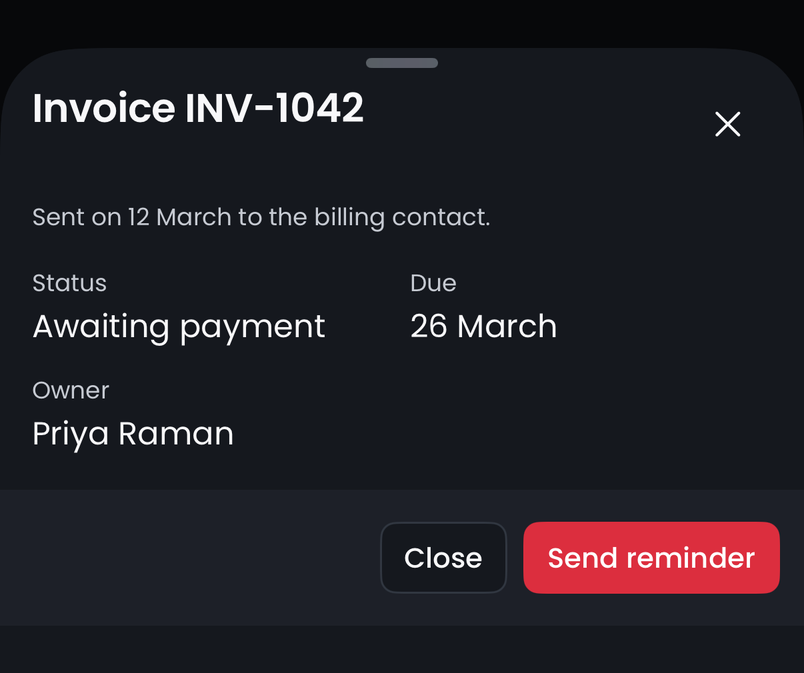 Invoice INV-1042
Sent on 12 March to the billing contact.
Status
Awaiting payment
Due
26 March
Owner
Priya Raman
Close
Send reminder